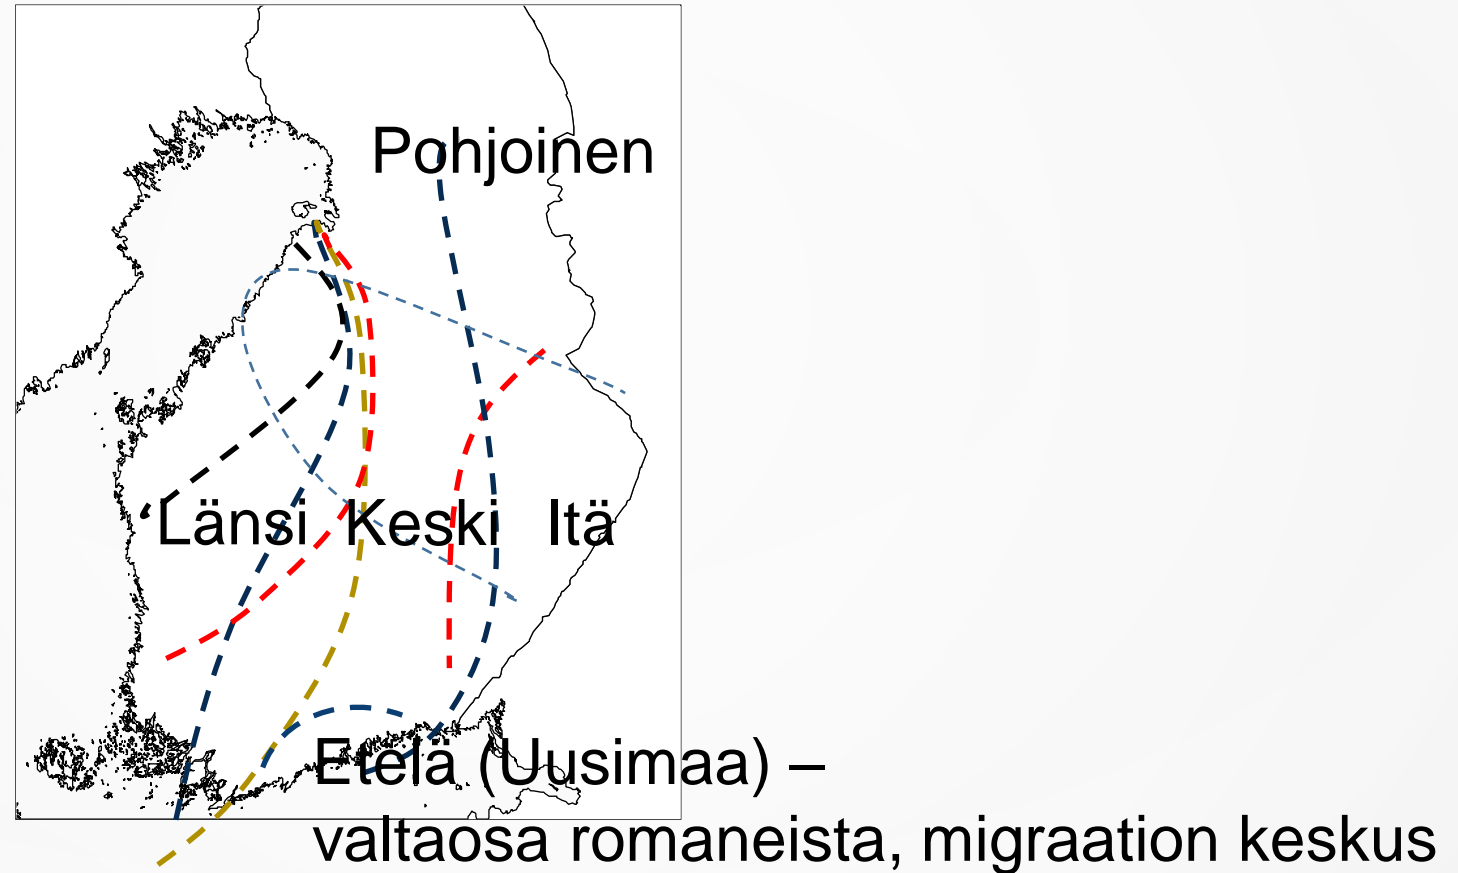 Pohjoinen
‘Länsi Keski Itä
Etelä (Uusimaa) –
valtaosa romaneista, migraation keskus